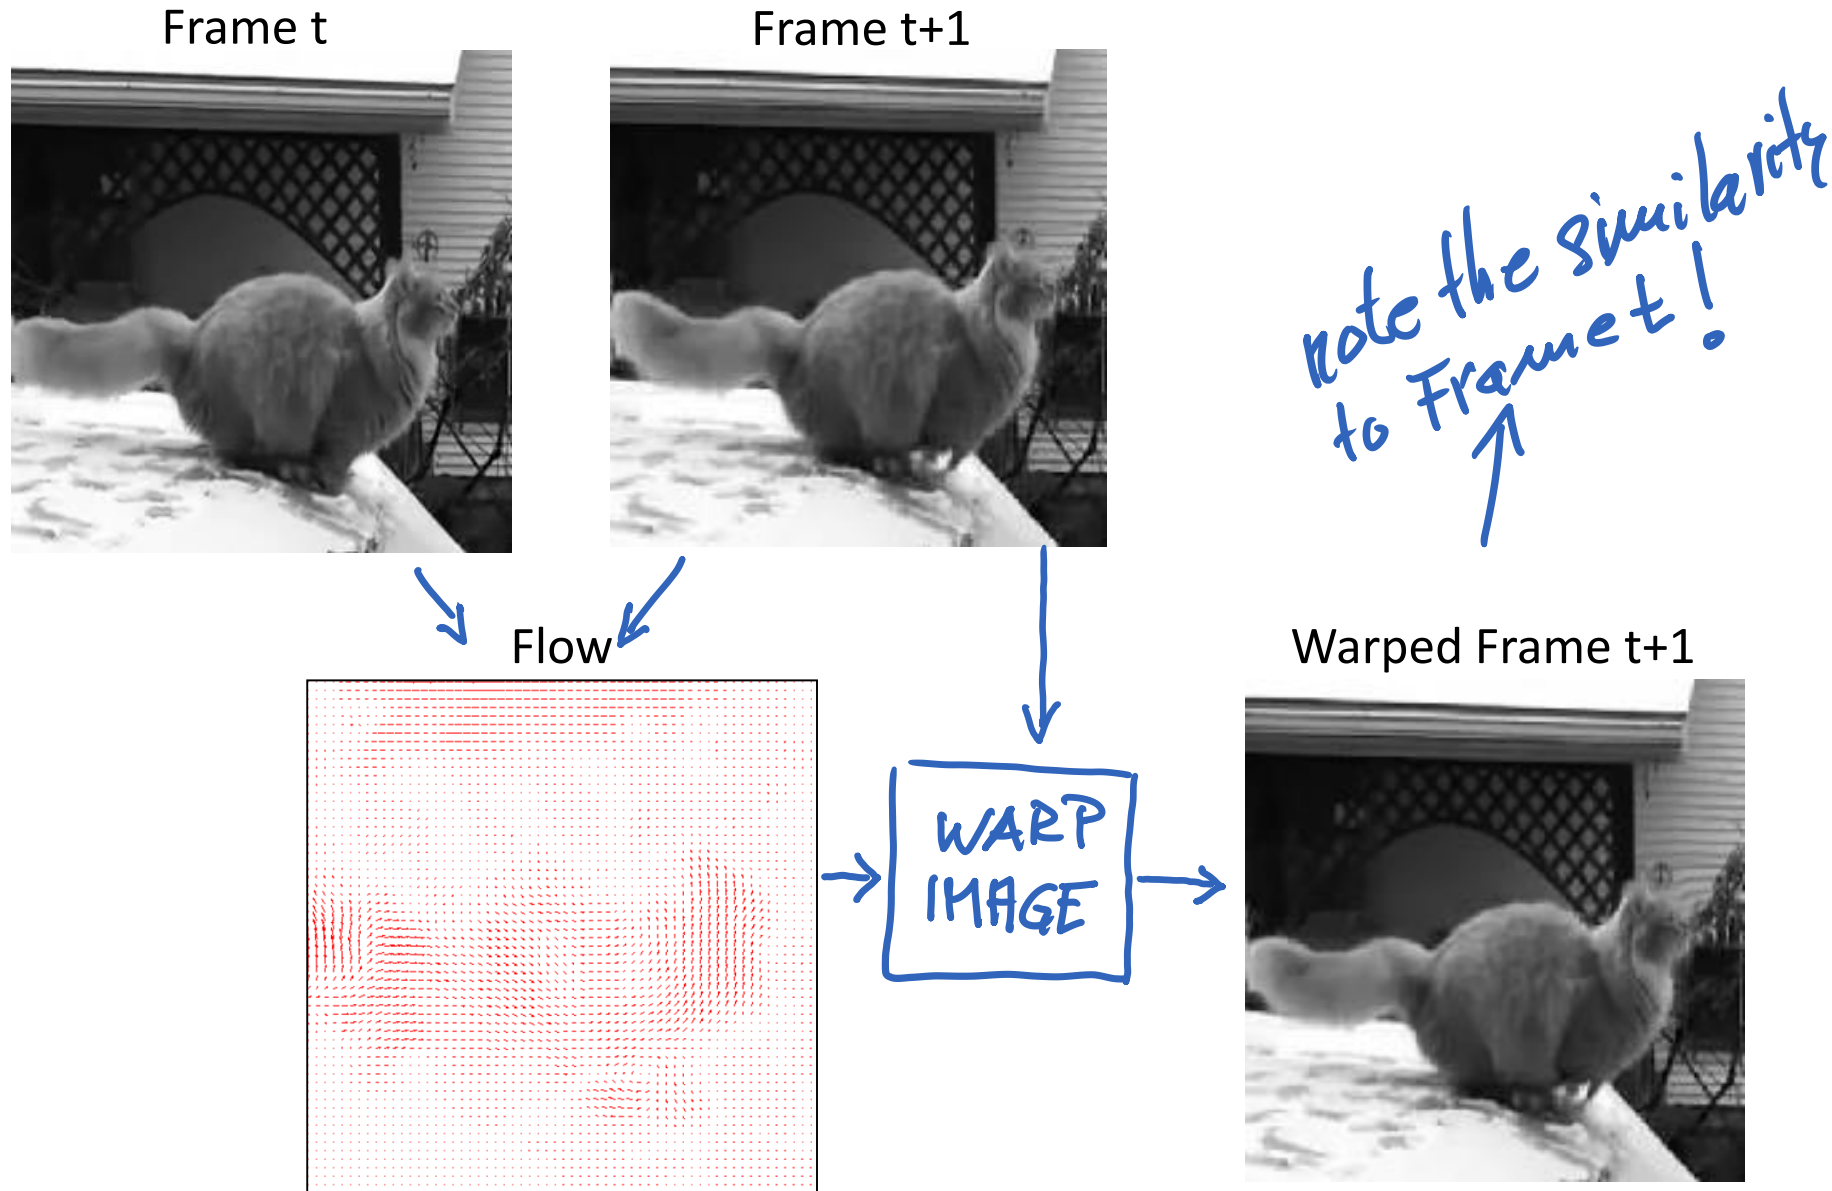 Frame t
Frame t+1
note the similarity
to Frame t!
Flow
Warped Frame t+1
WARP
IMAGE